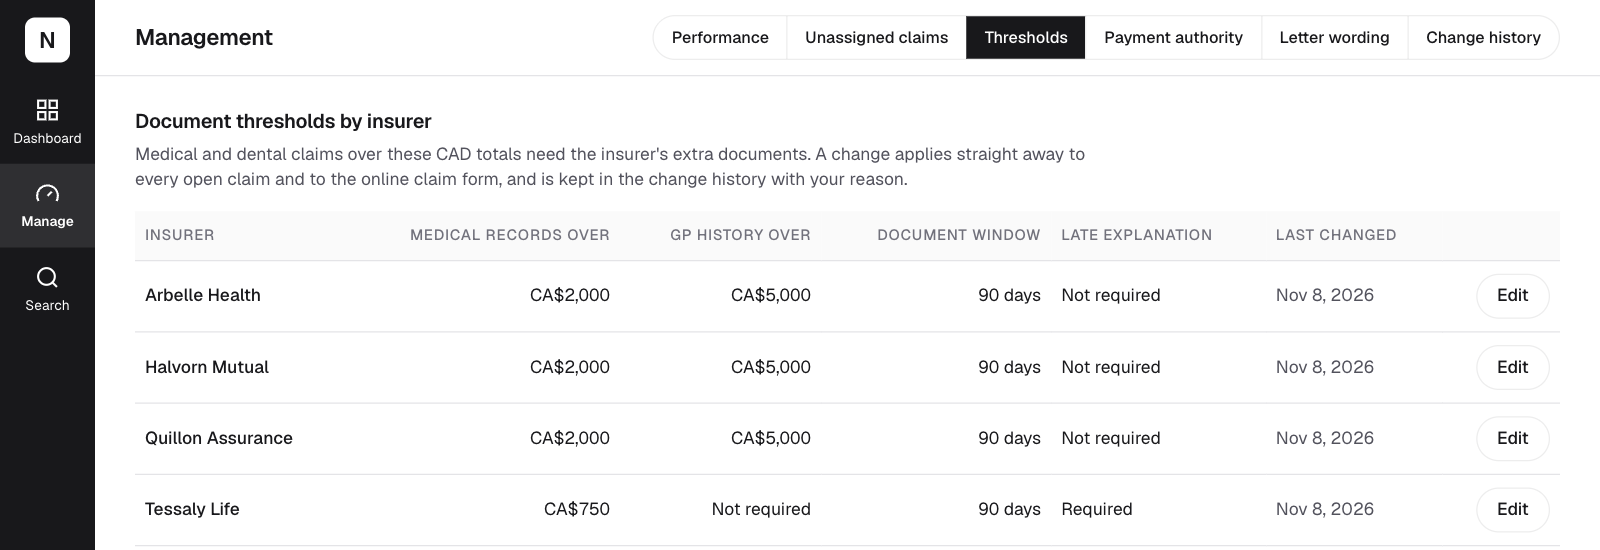 N
Management
Performance
Unassigned claims
Thresholds
Payment authority
Letter wording
Change history
Dashboard
Manage
Search
Document thresholds by insurer
Medical and dental claims over these CAD totals need the insurer's extra documents. A change applies straight away to
every open claim and to the online claim form, and is kept in the change history with your reason.
INSURER MEDICAL RECORDS OVER GP HISTORY OVER DOCUMENT WINDOW LATE EXPLANATION LAST CHANGED
Arbelle Health CA$2,000 CA$5,000 90 days Not required Nov 8, 2026 Edit
Halvorn Mutual CA$2,000 CA$5,000 90 days Not required Nov 8, 2026 Edit
Quillon Assurance CA$2,000 CA$5,000 90 days Not required Nov 8, 2026 Edit
Tessaly Life CA$750 Not required 90 days Required Nov 8, 2026 Edit